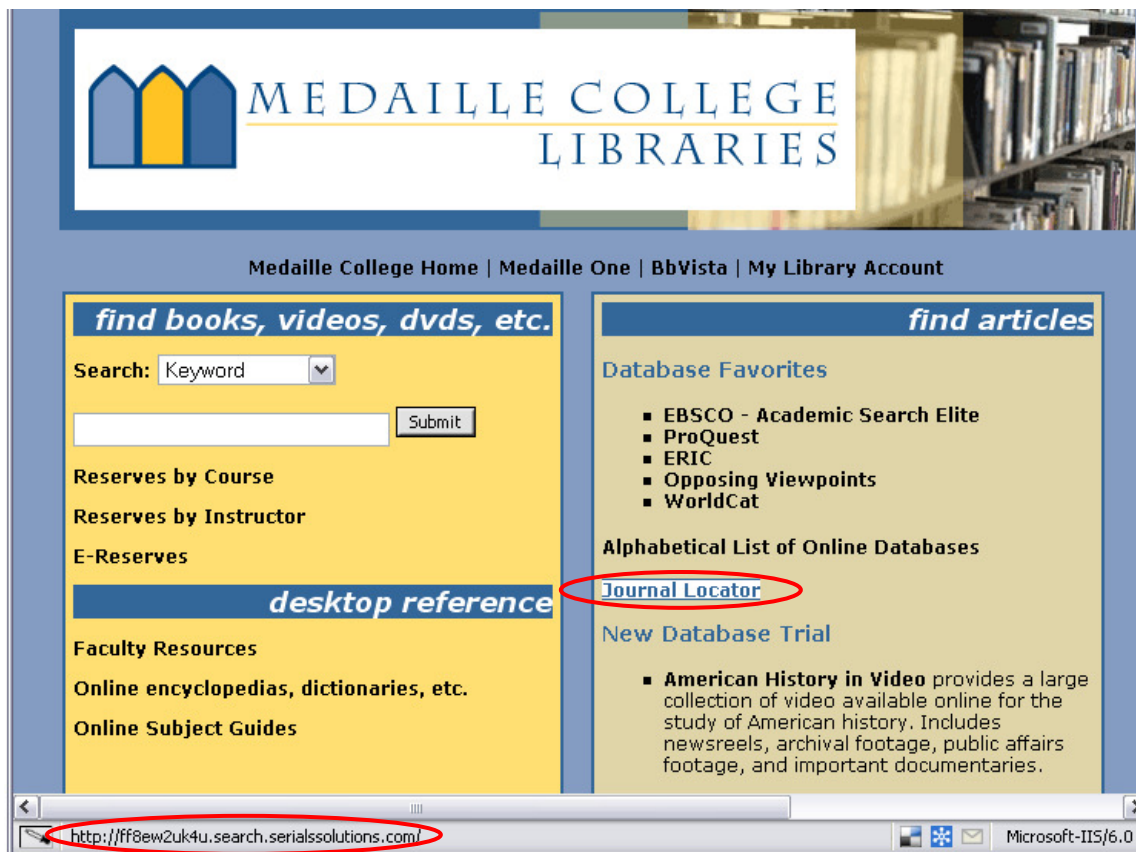 MEDAILLE COLLEGE
LIBRARIES
Medaille College Home | Medaille One | BbVista | My Library Account
find books, videos, dvds, etc.
Search: Keyword
Submit
Reserves by Course
Reserves by Instructor
E-Reserves
desktop reference
Faculty Resources
Online encyclopedias, dictionaries, etc.
Online Subject Guides
find articles
Database Favorites
EBSCO - Academic Search Elite
ProQuest
ERIC
Opposing Viewpoints
WorldCat
Alphabetical List of Online Databases
Journal Locator
New Database Trial
American History in Video provides a large
collection of video available online for the
study of American history. Includes
newsreels, archival footage, public affairs
footage, and important documentaries.
http://ff8ew2uk4u.search.serialssolutions.com/
Microsoft-IIS/6.0